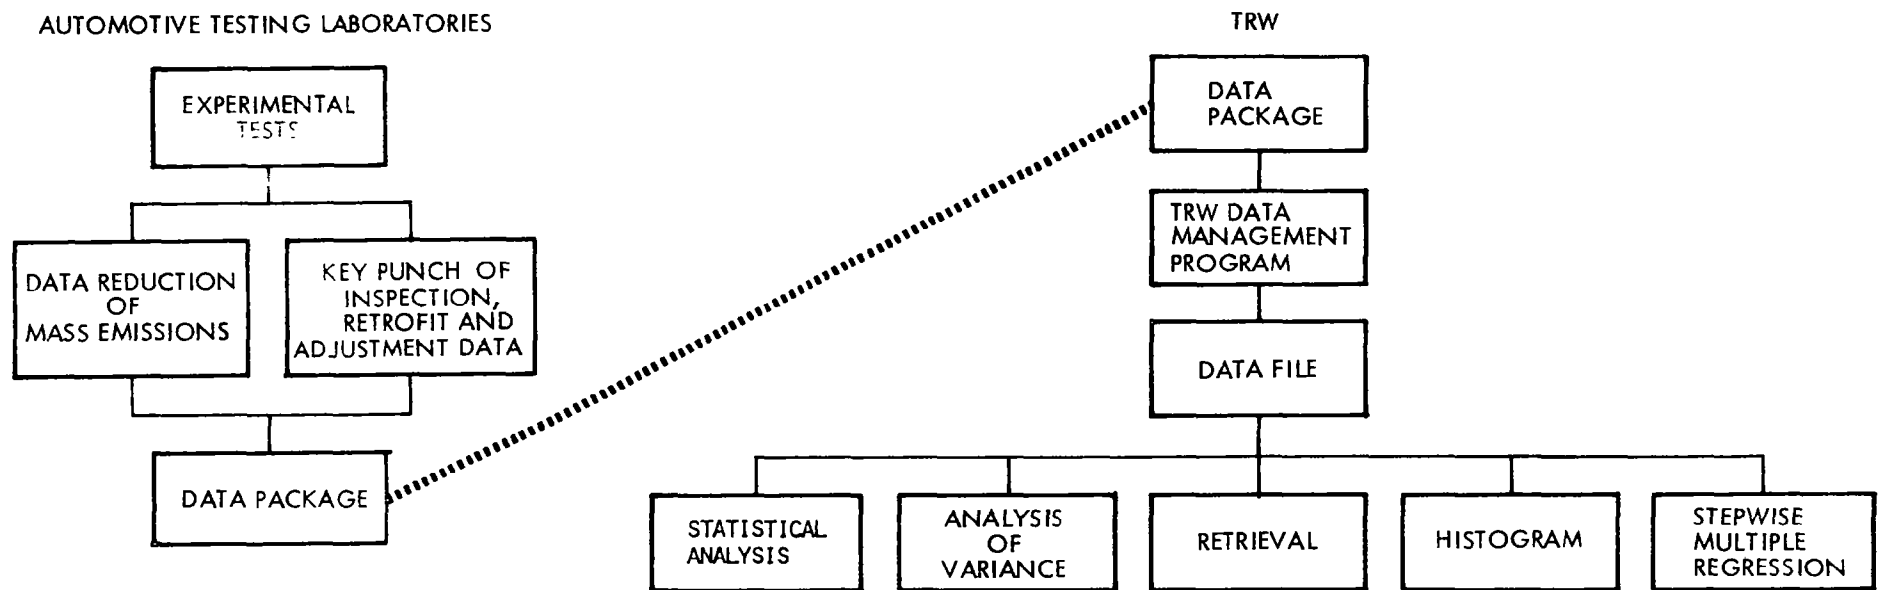 AUTOMOTIVE TESTING LABORATORIES
EXPERIMENTAL
TESTS
DATA REDUCTION
OF
MASS EMISSIONS
KEY PUNCH OF
INSPECTION,
RETROFIT AND
ADJUSTMENT DATA
DATA PACKAGE
TRW
DATA
PACKAGE
TRW DATA
MANAGEMENT
PROGRAM
DATA FILE
STATISTICAL
ANALYSIS
ANALYSIS
OF
VARIANCE
RETRIEVAL
HISTOGRAM
STEPWISE
MULTIPLE
REGRESSION